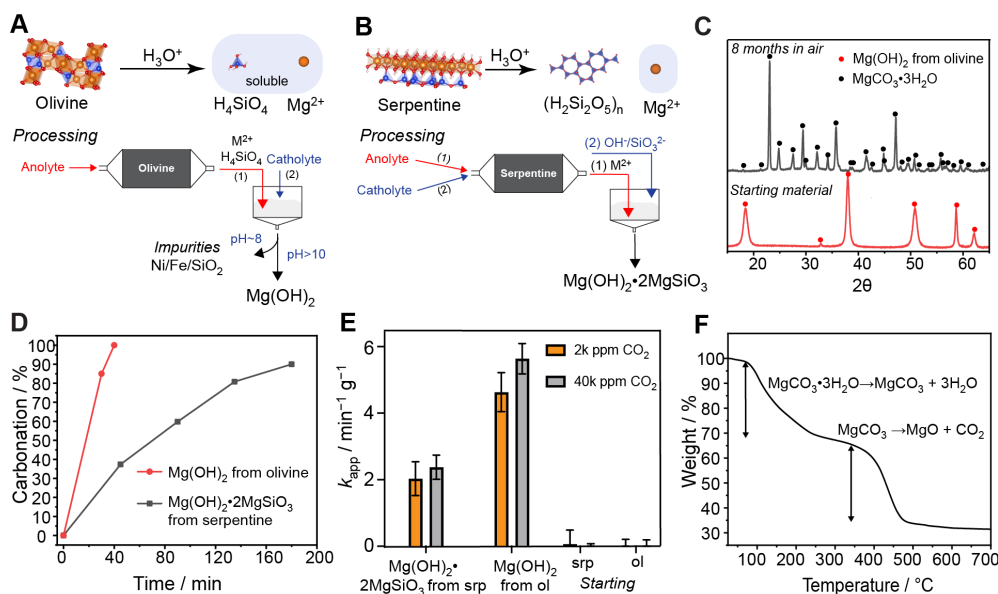 A
H3O+
soluble
Olivine
H4SiO4
Mg2+
Processing
Anolyte
Olivine
M2+
H4SiO4
(1)
Catholyte
(2)
Impurities
Ni/Fe/SiO2
pH~8
pH>10
Mg(OH)2
B
H3O+
Serpentine
(H2Si2O5)n
Mg2+
Processing
Anolyte
(1)
Catholyte
(2)
Serpentine
(2) OH-/SiO32-
(1) M2+
Mg(OH)2•2MgSiO3
C
8 months in air
Mg(OH)2 from olivine
MgCO3•3H2O
Starting material
20
30
40
50
60
2θ
D
Carbonation / %
100
90
80
70
60
50
40
30
20
10
0
Mg(OH)2 from olivine
Mg(OH)2•2MgSiO3
from serpentine
0
40
80
120
160
200
Time / min
E
kapp / min−1 g−1
6
4
2
0
2k ppm CO2
40k ppm CO2
Mg(OH)2•
2MgSiO3 from srp
Mg(OH)2
from ol
srp
ol
Starting
F
Weight / %
100
90
80
70
60
50
40
30
MgCO3•3H2O→MgCO3 + 3H2O
MgCO3 →MgO + CO2
100
200
300
400
500
600
700
Temperature / °C